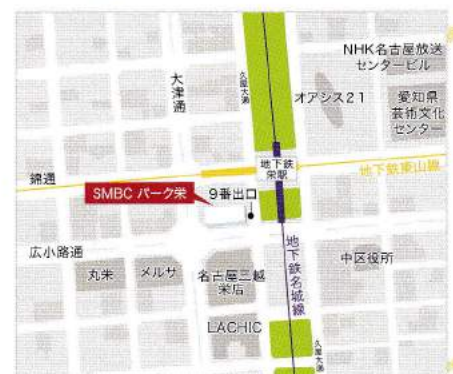 NHK名古屋放送
センタービル
大津通
久屋大通
オアシス21
愛知県
芸術文化
センター
久屋大通
地下鉄
栄駅
錦通
地下鉄東山線
SMBC パーク栄
9番出口
広小路通
地下鉄名城線
中区役所
丸栄
メルサ
名古屋三越
栄店
LACHIC
久屋大通